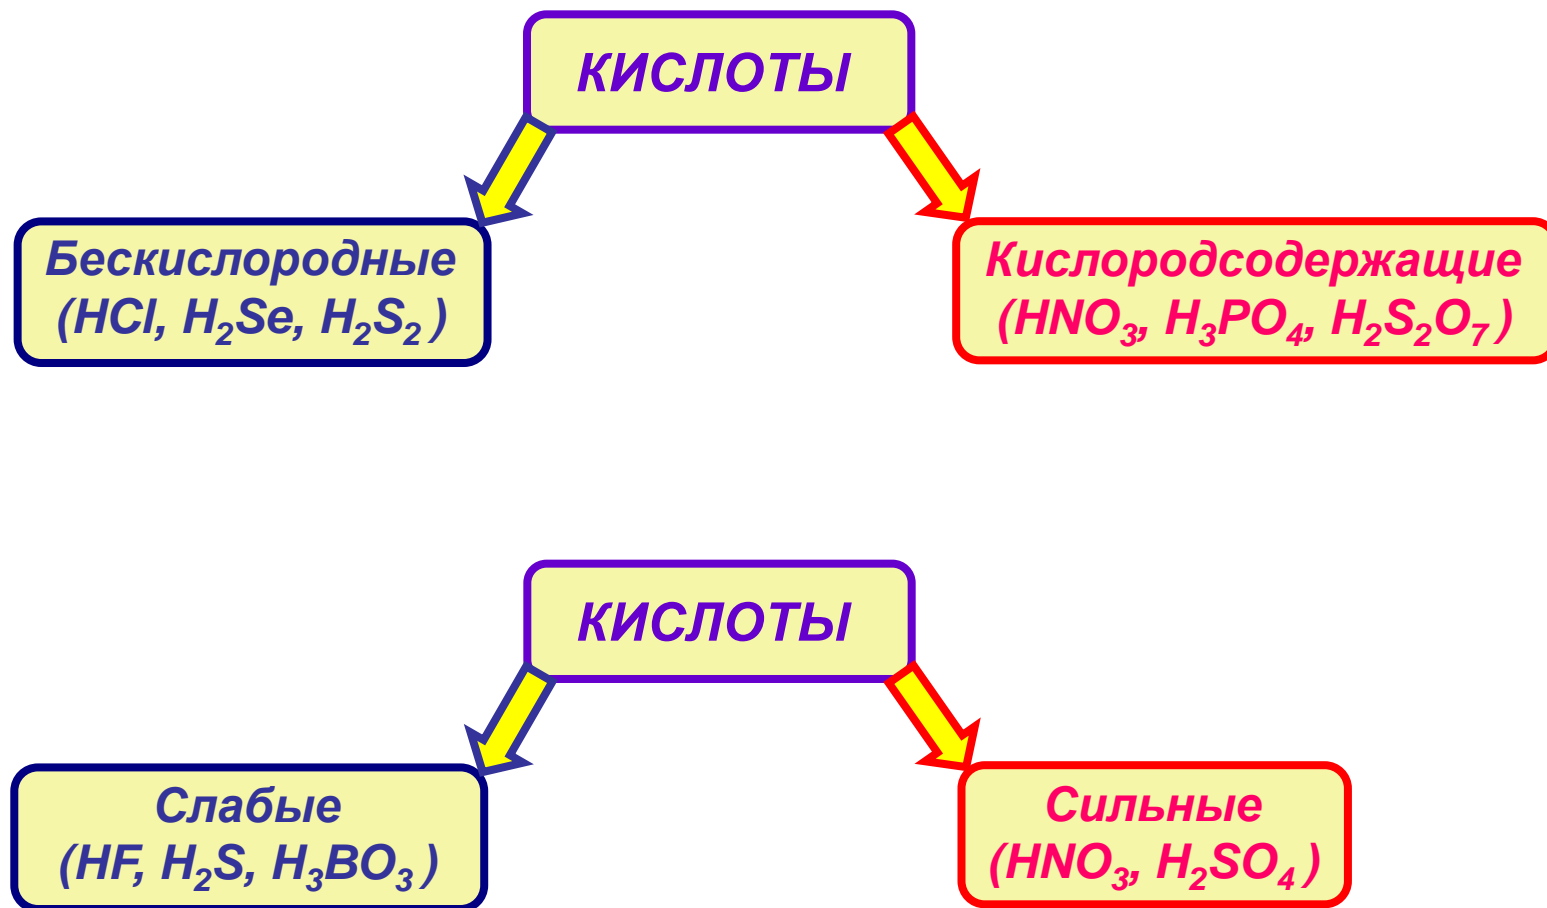 КИСЛОТЫ
Бескислородные
(HCl, H₂Se, H₂S₂ )
Кислородсодержащие
(HNO₃, H₃PO₄, H₂S₂O₇ )
КИСЛОТЫ
Слабые
(HF, H₂S, H₃BO₃ )
Сильные
(HNO₃, H₂SO₄ )